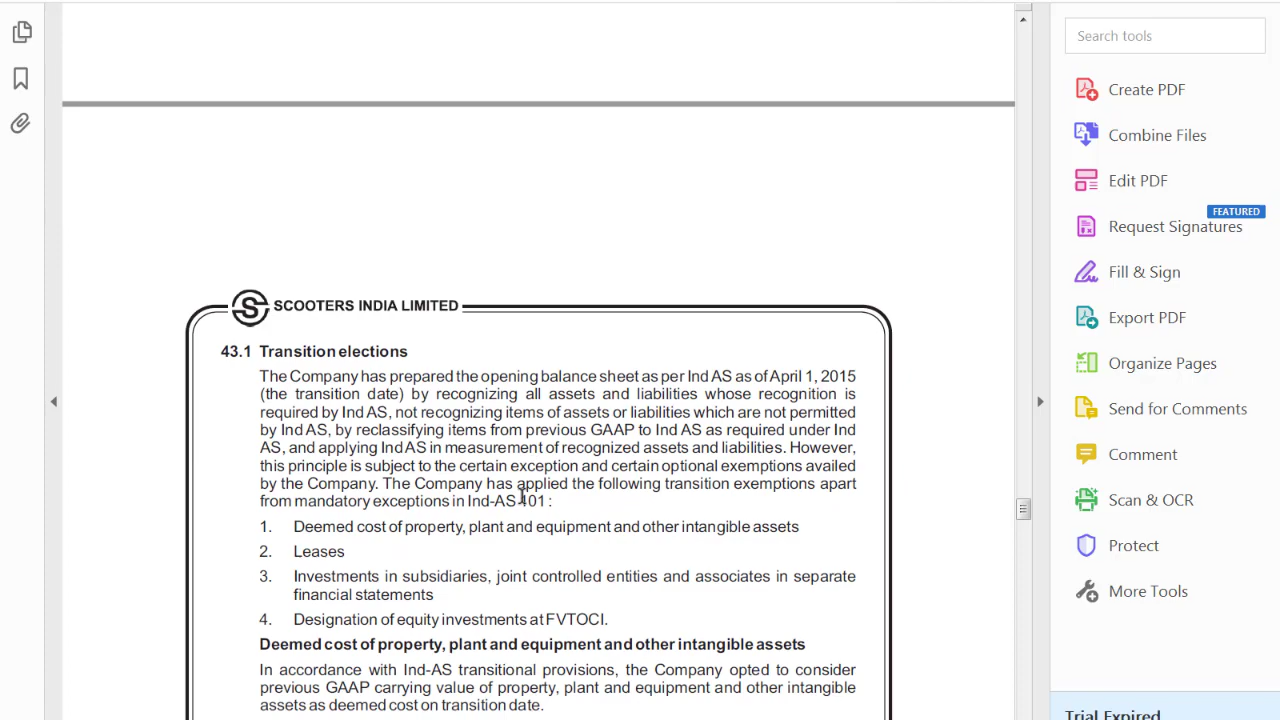 SCOOTERS INDIA LIMITED
43.1 Transition elections
The Company has prepared the opening balance sheet as per Ind AS as of April 1, 2015
(the transition date) by recognizing all assets and liabilities whose recognition is
required by Ind AS, not recognizing items of assets or liabilities which are not permitted
by Ind AS, by reclassifying items from previous GAAP to Ind AS as required under Ind
AS, and applying Ind AS in measurement of recognized assets and liabilities. However,
this principle is subject to the certain exception and certain optional exemptions availed
by the Company. The Company has applied the following transition exemptions apart
from mandatory exceptions in Ind-AS 101 :
1. Deemed cost of property, plant and equipment and other intangible assets
2. Leases
3. Investments in subsidiaries, joint controlled entities and associates in separate
financial statements
4. Designation of equity investments at FVTOCI.
Deemed cost of property, plant and equipment and other intangible assets
In accordance with Ind-AS transitional provisions, the Company opted to consider
previous GAAP carrying value of property, plant and equipment and other intangible
assets as deemed cost on transition date.
Search tools
Create PDF
Combine Files
Edit PDF
FEATURED
Request Signatures
Fill & Sign
Export PDF
Organize Pages
Send for Comments
Comment
Scan & OCR
Protect
More Tools
Trial Expired